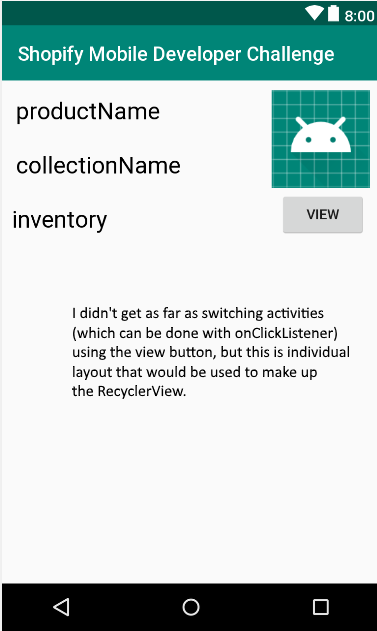 8:00
Shopify Mobile Developer Challenge
productName
collectionName
inventory
VIEW
I didn't get as far as switching activities
(which can be done with onClickListener)
using the view button, but this is individual
layout that would be used to make up
the RecyclerView.